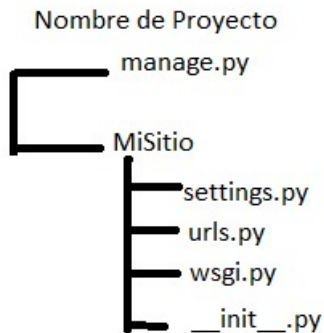 Nombre de Proyecto
manage.py
MiSitio
settings.py
urls.py
wsgi.py
__init__.py